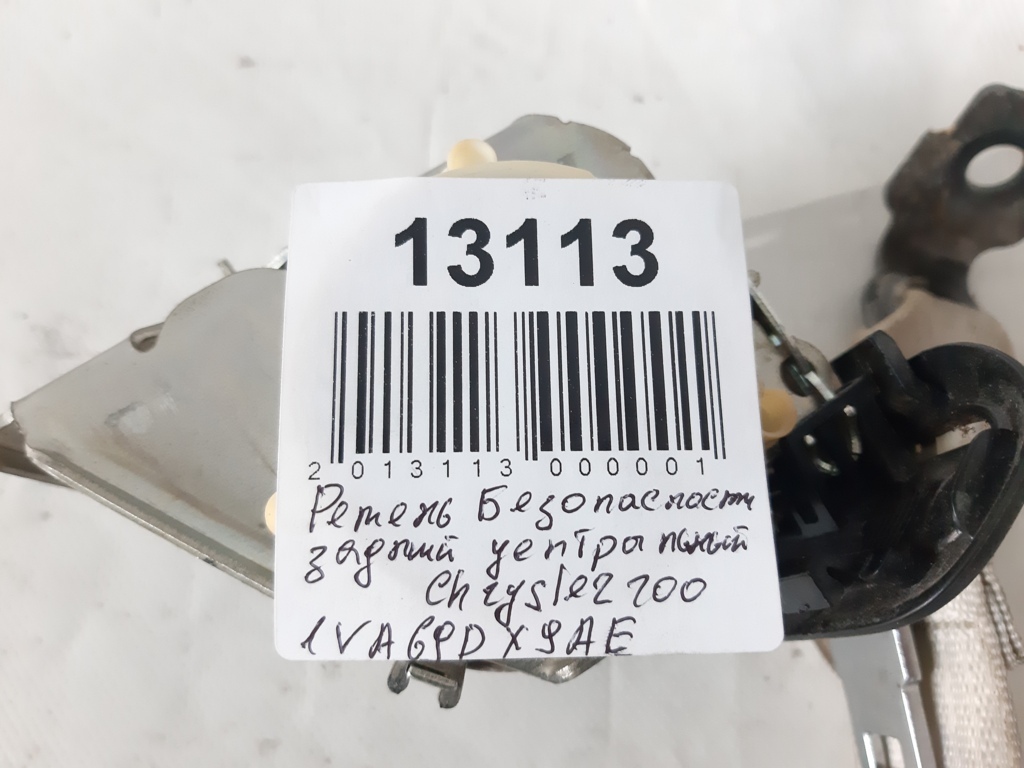 13113
2 013113 000001
Ремень Безопасности
задний центральный
Chrysler 200
1VA69DX9AE